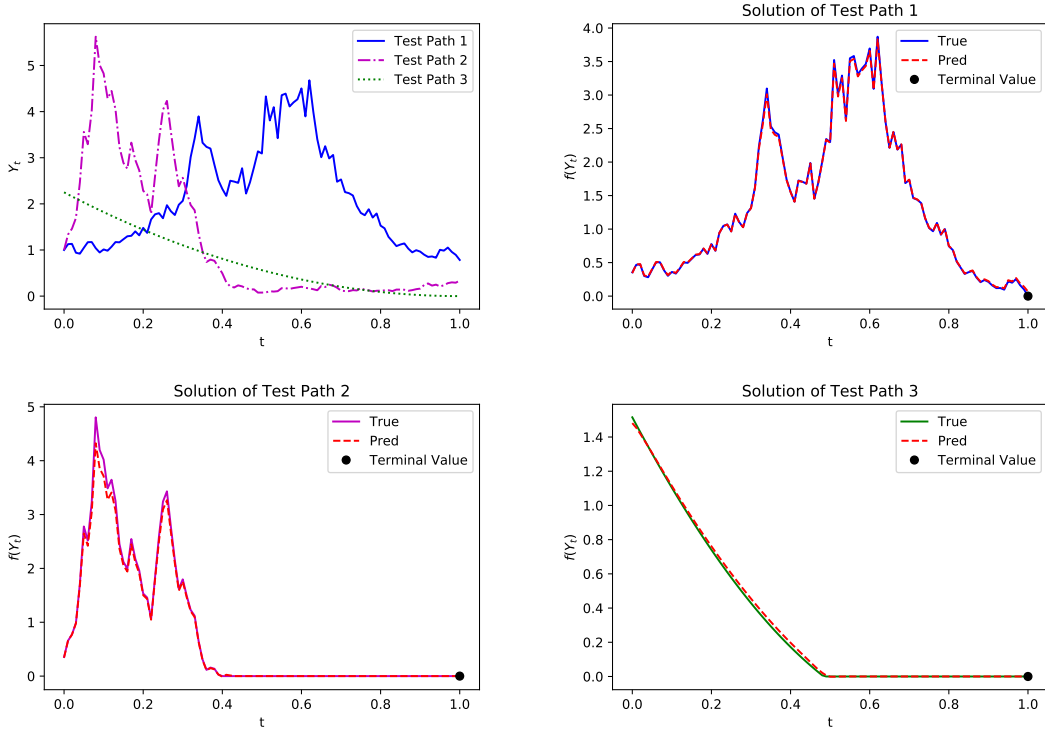 Test Path 1
Test Path 2
Test Path 3
Y_t
5
4
3
2
1
0
0.0 0.2 0.4 0.6 0.8 1.0
t
Solution of Test Path 1
True
Pred
Terminal Value
f(Y_t)
4.0
3.5
3.0
2.5
2.0
1.5
1.0
0.5
0.0
0.0 0.2 0.4 0.6 0.8 1.0
t
Solution of Test Path 2
True
Pred
Terminal Value
f(Y_t)
5
4
3
2
1
0
0.0 0.2 0.4 0.6 0.8 1.0
t
Solution of Test Path 3
True
Pred
Terminal Value
f(Y_t)
1.4
1.2
1.0
0.8
0.6
0.4
0.2
0.0
0.0 0.2 0.4 0.6 0.8 1.0
t